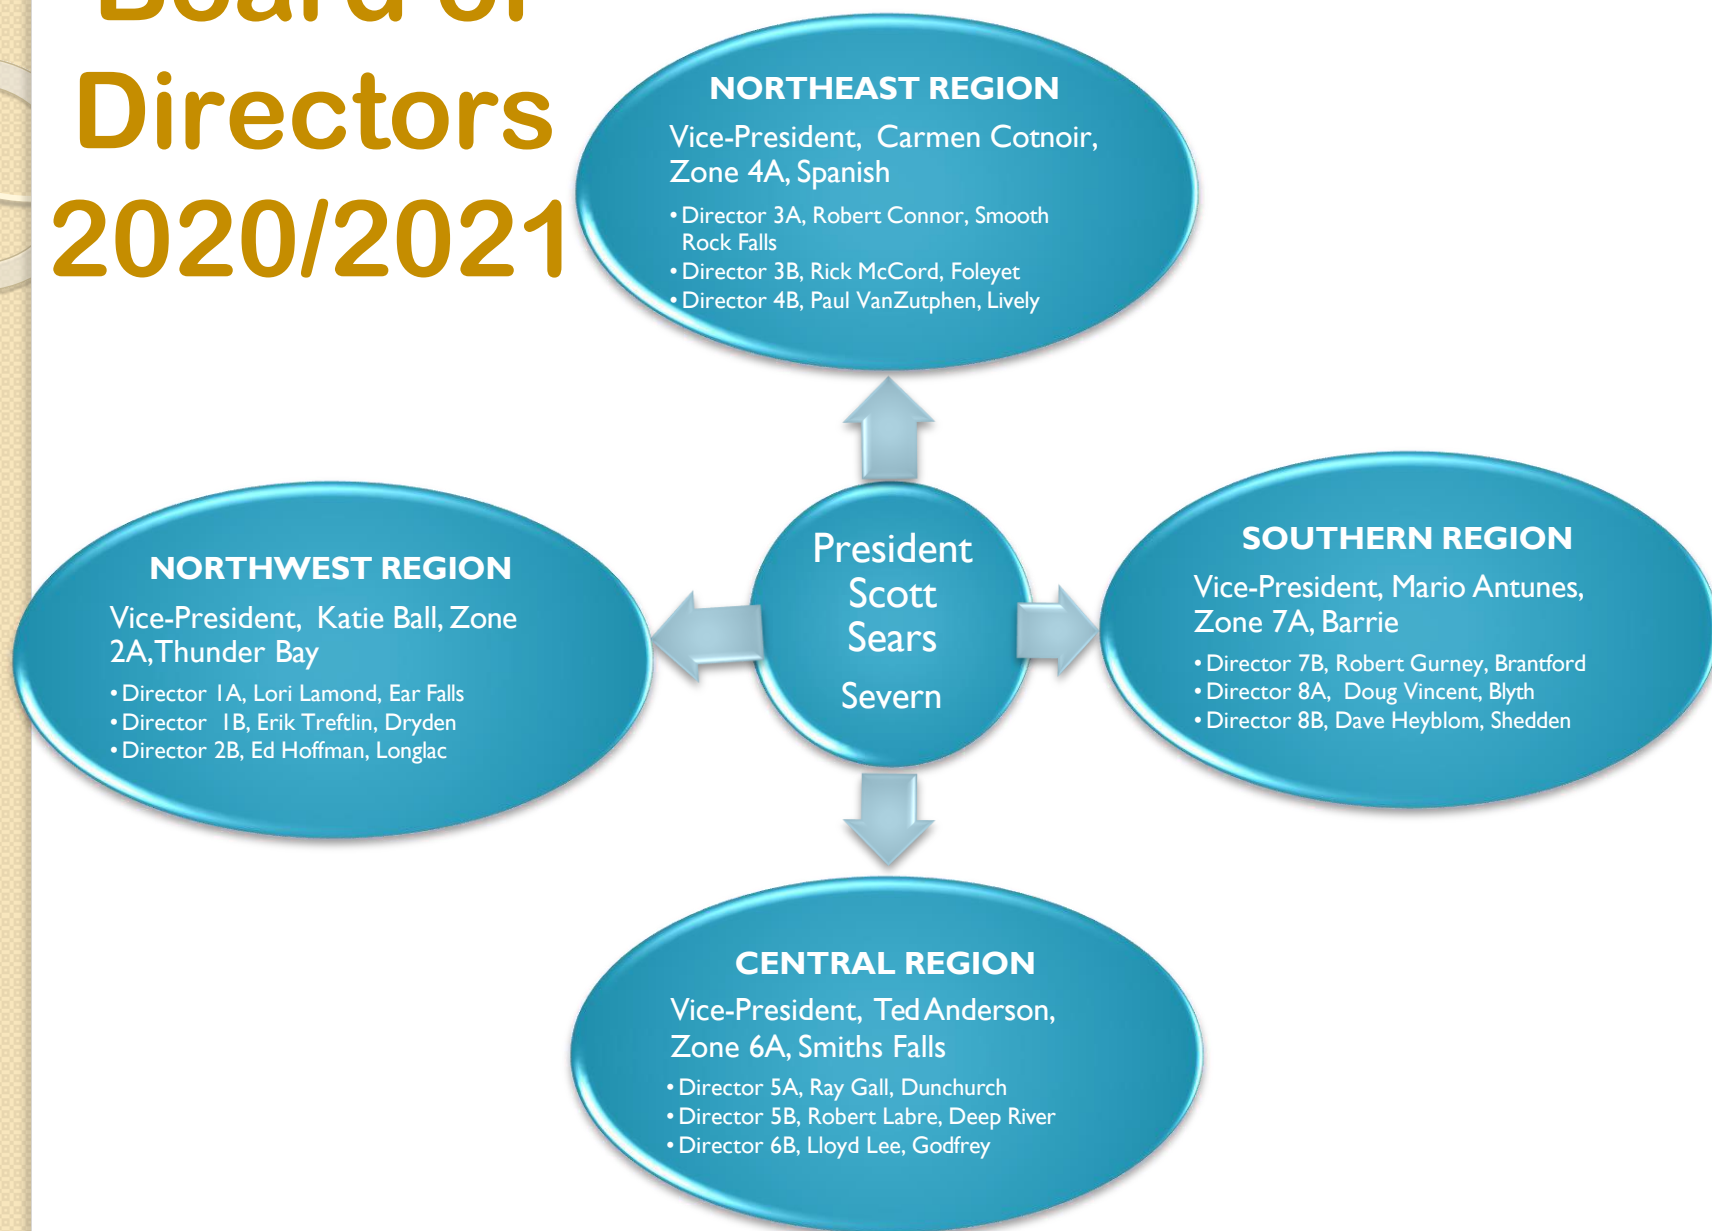 Board of
Directors
2020/2021
NORTHEAST REGION
Vice-President, Carmen Cotnoir,
Zone 4A, Spanish
• Director 3A, Robert Connor, Smooth
Rock Falls
• Director 3B, Rick McCord, Foleyet
• Director 4B, Paul VanZutphen, Lively
NORTHWEST REGION
Vice-President, Katie Ball, Zone
2A, Thunder Bay
• Director 1A, Lori Lamond, Ear Falls
• Director 1B, Erik Treftlin, Dryden
• Director 2B, Ed Hoffman, Longlac
President
Scott
Sears
Severn
SOUTHERN REGION
Vice-President, Mario Antunes,
Zone 7A, Barrie
• Director 7B, Robert Gurney, Brantford
• Director 8A, Doug Vincent, Blyth
• Director 8B, Dave Heyblom, Shedden
CENTRAL REGION
Vice-President, Ted Anderson,
Zone 6A, Smiths Falls
• Director 5A, Ray Gall, Dunchurch
• Director 5B, Robert Labre, Deep River
• Director 6B, Lloyd Lee, Godfrey